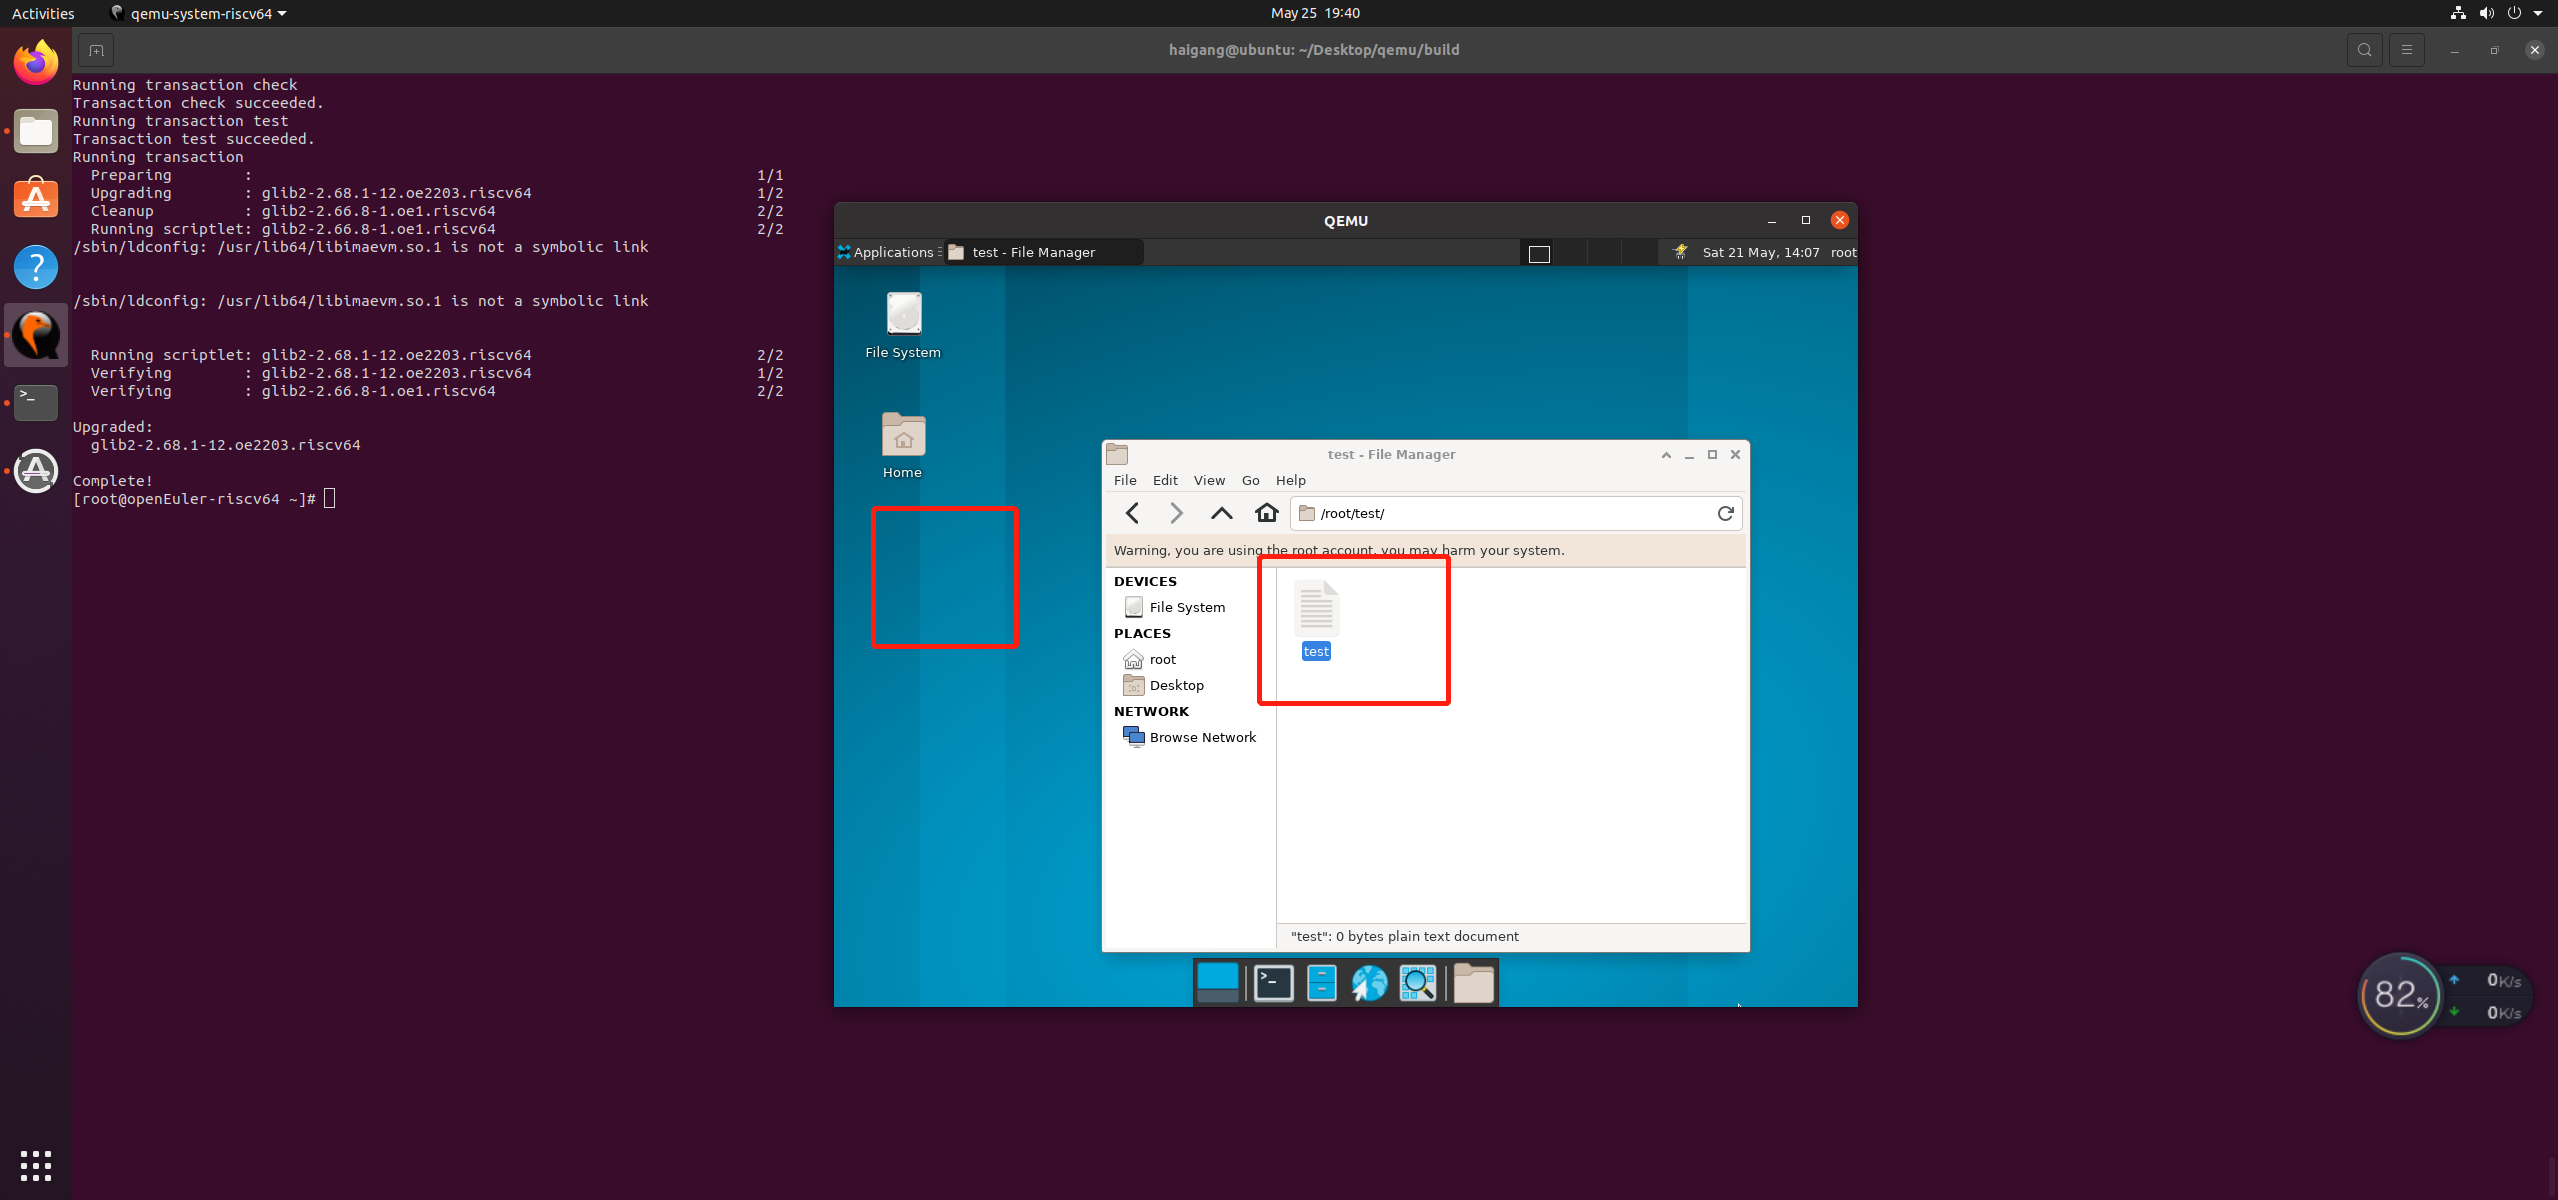 Activities
qemu-system-riscv64
May 25 19:40
haigang@ubuntu: ~/Desktop/qemu/build
Running transaction check
Transaction check succeeded.
Running transaction test
Transaction test succeeded.
Running transaction
Preparing : 1/1
Upgrading : glib2-2.68.1-12.oe2203.riscv64 1/2
Cleanup : glib2-2.66.8-1.oe1.riscv64 2/2
Running scriptlet: glib2-2.66.8-1.oe1.riscv64 2/2
/sbin/ldconfig: /usr/lib64/libimaevm.so.1 is not a symbolic link
/sbin/ldconfig: /usr/lib64/libimaevm.so.1 is not a symbolic link
Running scriptlet: glib2-2.68.1-12.oe2203.riscv64 2/2
Verifying : glib2-2.68.1-12.oe2203.riscv64 1/2
Verifying : glib2-2.66.8-1.oe1.riscv64 2/2
Upgraded:
glib2-2.68.1-12.oe2203.riscv64
Complete!
[root@openEuler-riscv64 ~]#
QEMU
Applications
test - File Manager
Sat 21 May, 14:07
root
File System
Home
test - File Manager
File Edit View Go Help
/root/test/
Warning, you are using the root account, you may harm your system.
DEVICES
File System
PLACES
root
Desktop
NETWORK
Browse Network
test
"test": 0 bytes plain text document
82%
0K/s
0K/s